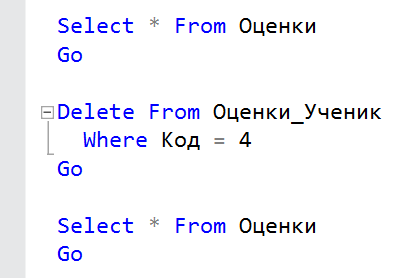 Select * From Оценки
Go
Delete From Оценки_Ученик
Where Код = 4
Go
Select * From Оценки
Go